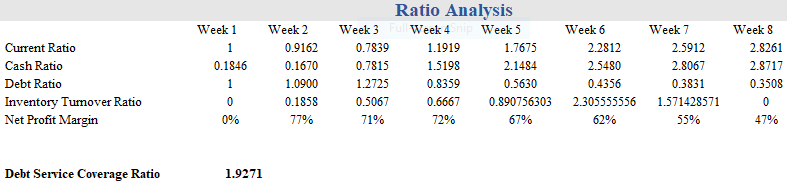 Ratio Analysis
Week 1 Week 2 Week 3 Week 4 Week 5 Week 6 Week 7 Week 8
Current Ratio 1 0.9162 0.7839 1.1919 1.7675 2.2812 2.5912 2.8261
Cash Ratio 0.1846 0.1670 0.7815 1.5198 2.1484 2.5480 2.8067 2.8717
Debt Ratio 1 1.0900 1.2725 0.8359 0.5630 0.4356 0.3831 0.3508
Inventory Turnover Ratio 0 0.1858 0.5067 0.6667 0.890756303 2.305555556 1.571428571 0
Net Profit Margin 0% 77% 71% 72% 67% 62% 55% 47%
Debt Service Coverage Ratio 1.9271